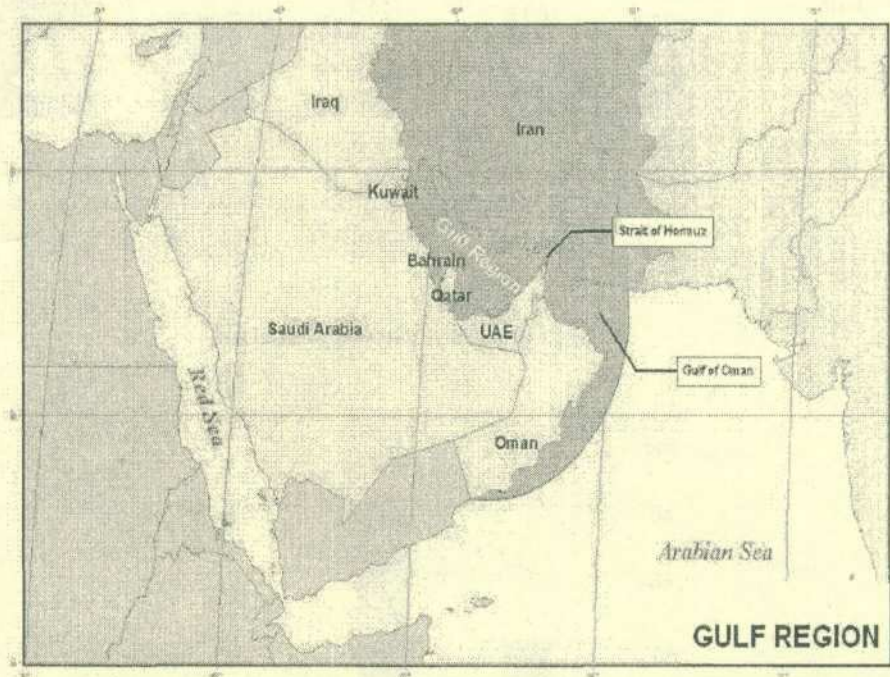 Iraq
Iran
Kuwait
Gulf Region
Strait of Hormuz
Bahrain
Qatar
Saudi Arabia
UAE
Gulf of Oman
Red Sea
Oman
Arabian Sea
GULF REGION